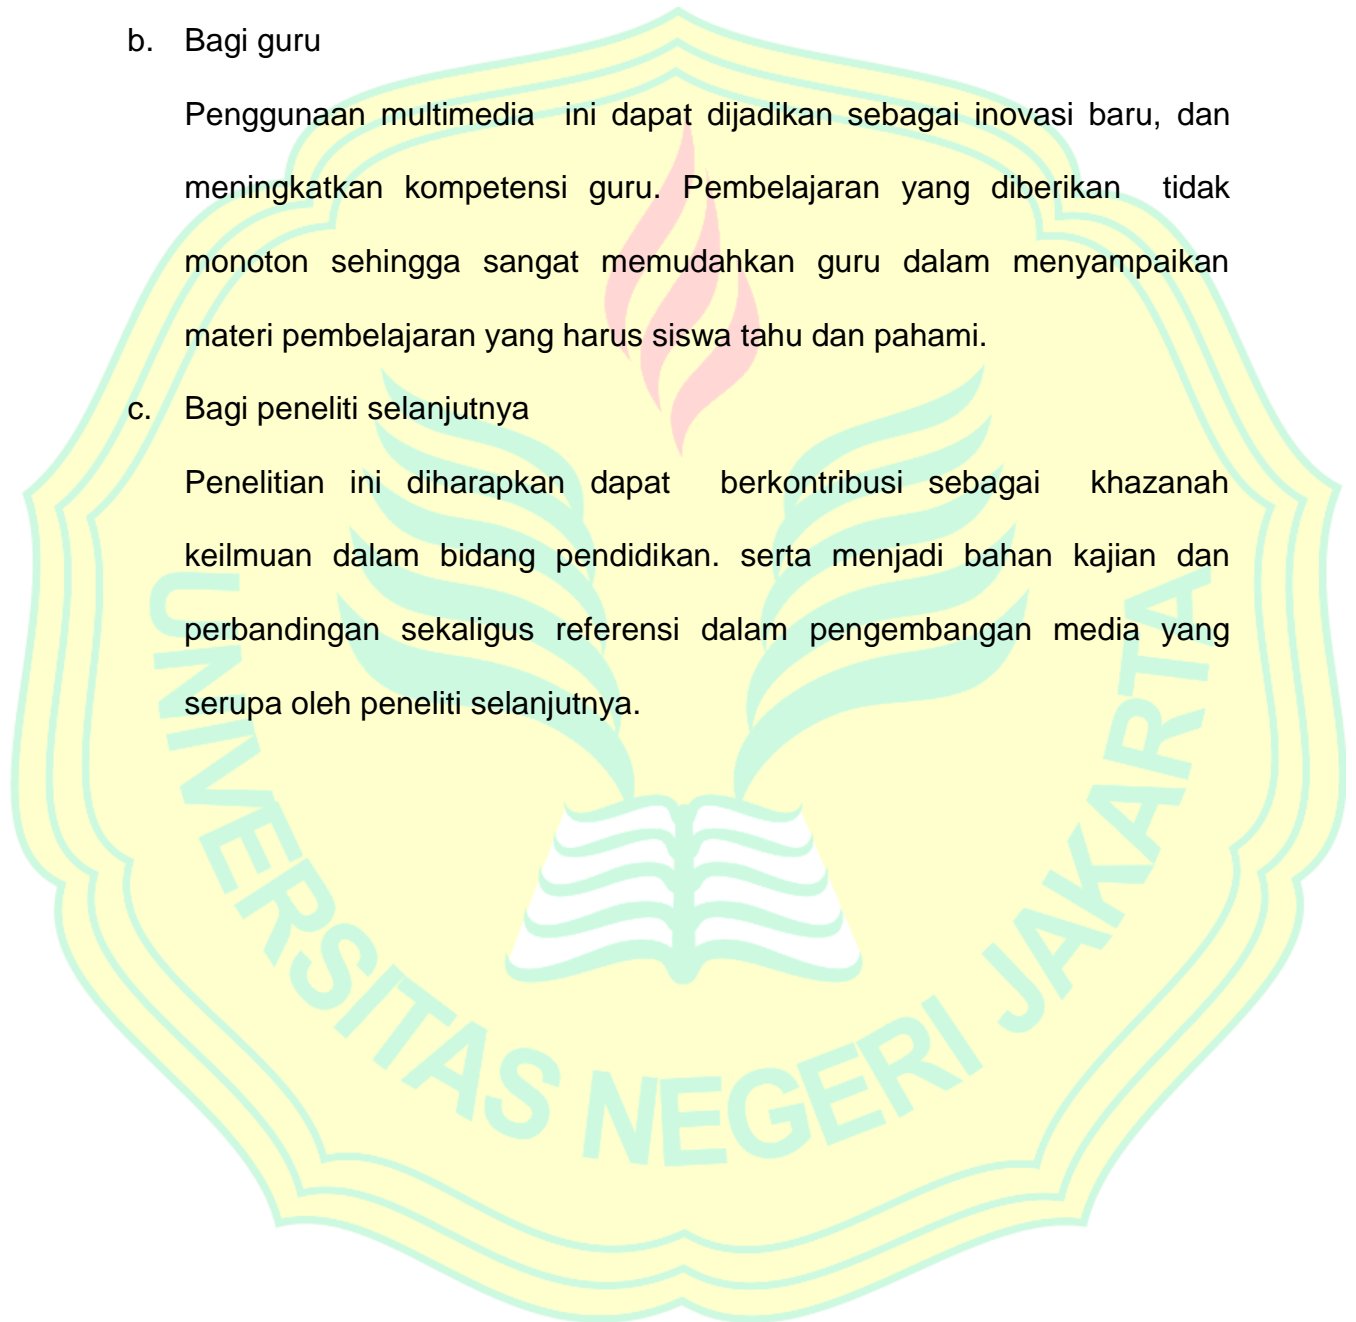 b. Bagi guru
Penggunaan multimedia ini dapat dijadikan sebagai inovasi baru, dan
meningkatkan kompetensi guru. Pembelajaran yang diberikan tidak
monoton sehingga sangat memudahkan guru dalam menyampaikan
materi pembelajaran yang harus siswa tahu dan pahami.
c. Bagi peneliti selanjutnya
Penelitian ini diharapkan dapat berkontribusi sebagai khazanah
keilmuan dalam bidang pendidikan. serta menjadi bahan kajian dan
perbandingan sekaligus referensi dalam pengembangan media yang
serupa oleh peneliti selanjutnya.
UNIVERSITAS NEGERI JAKARTA